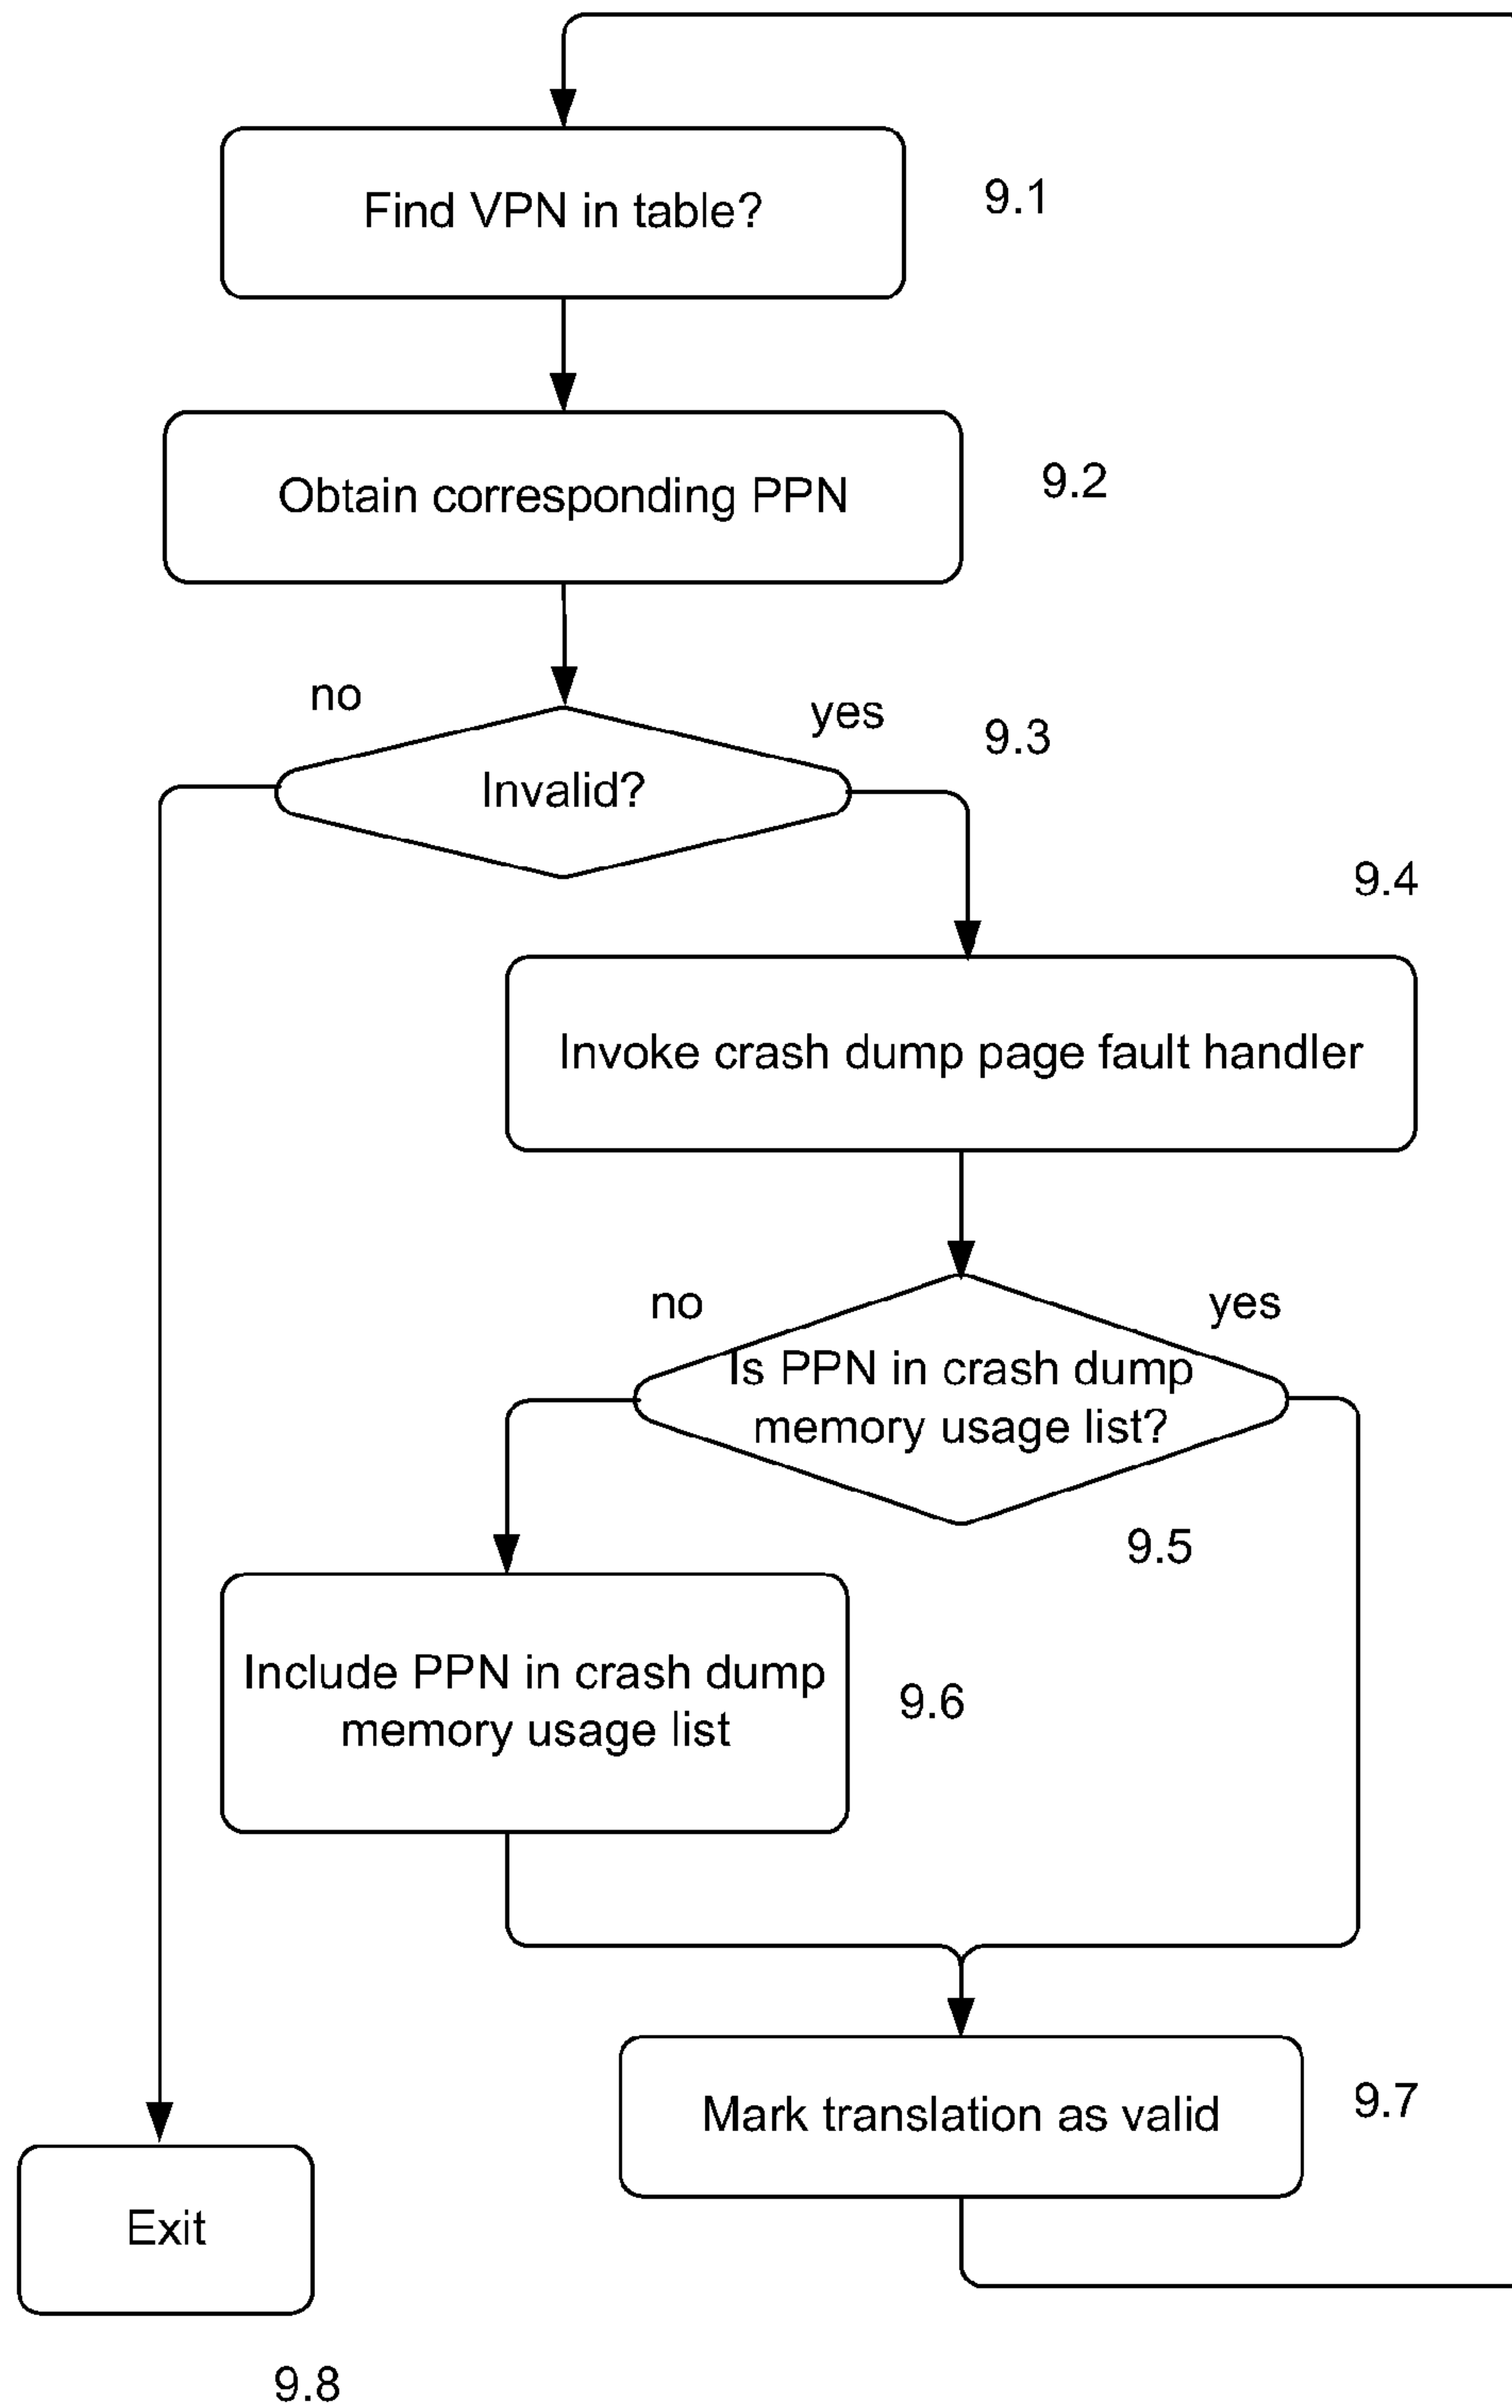 Find VPN in table?
9.1
Obtain corresponding PPN
9.2
no
yes
9.3
Invalid?
9.4
Invoke crash dump page fault handler
no
yes
Is PPN in crash dump
memory usage list?
9.5
Include PPN in crash dump
memory usage list
9.6
Mark translation as valid
9.7
Exit
9.8